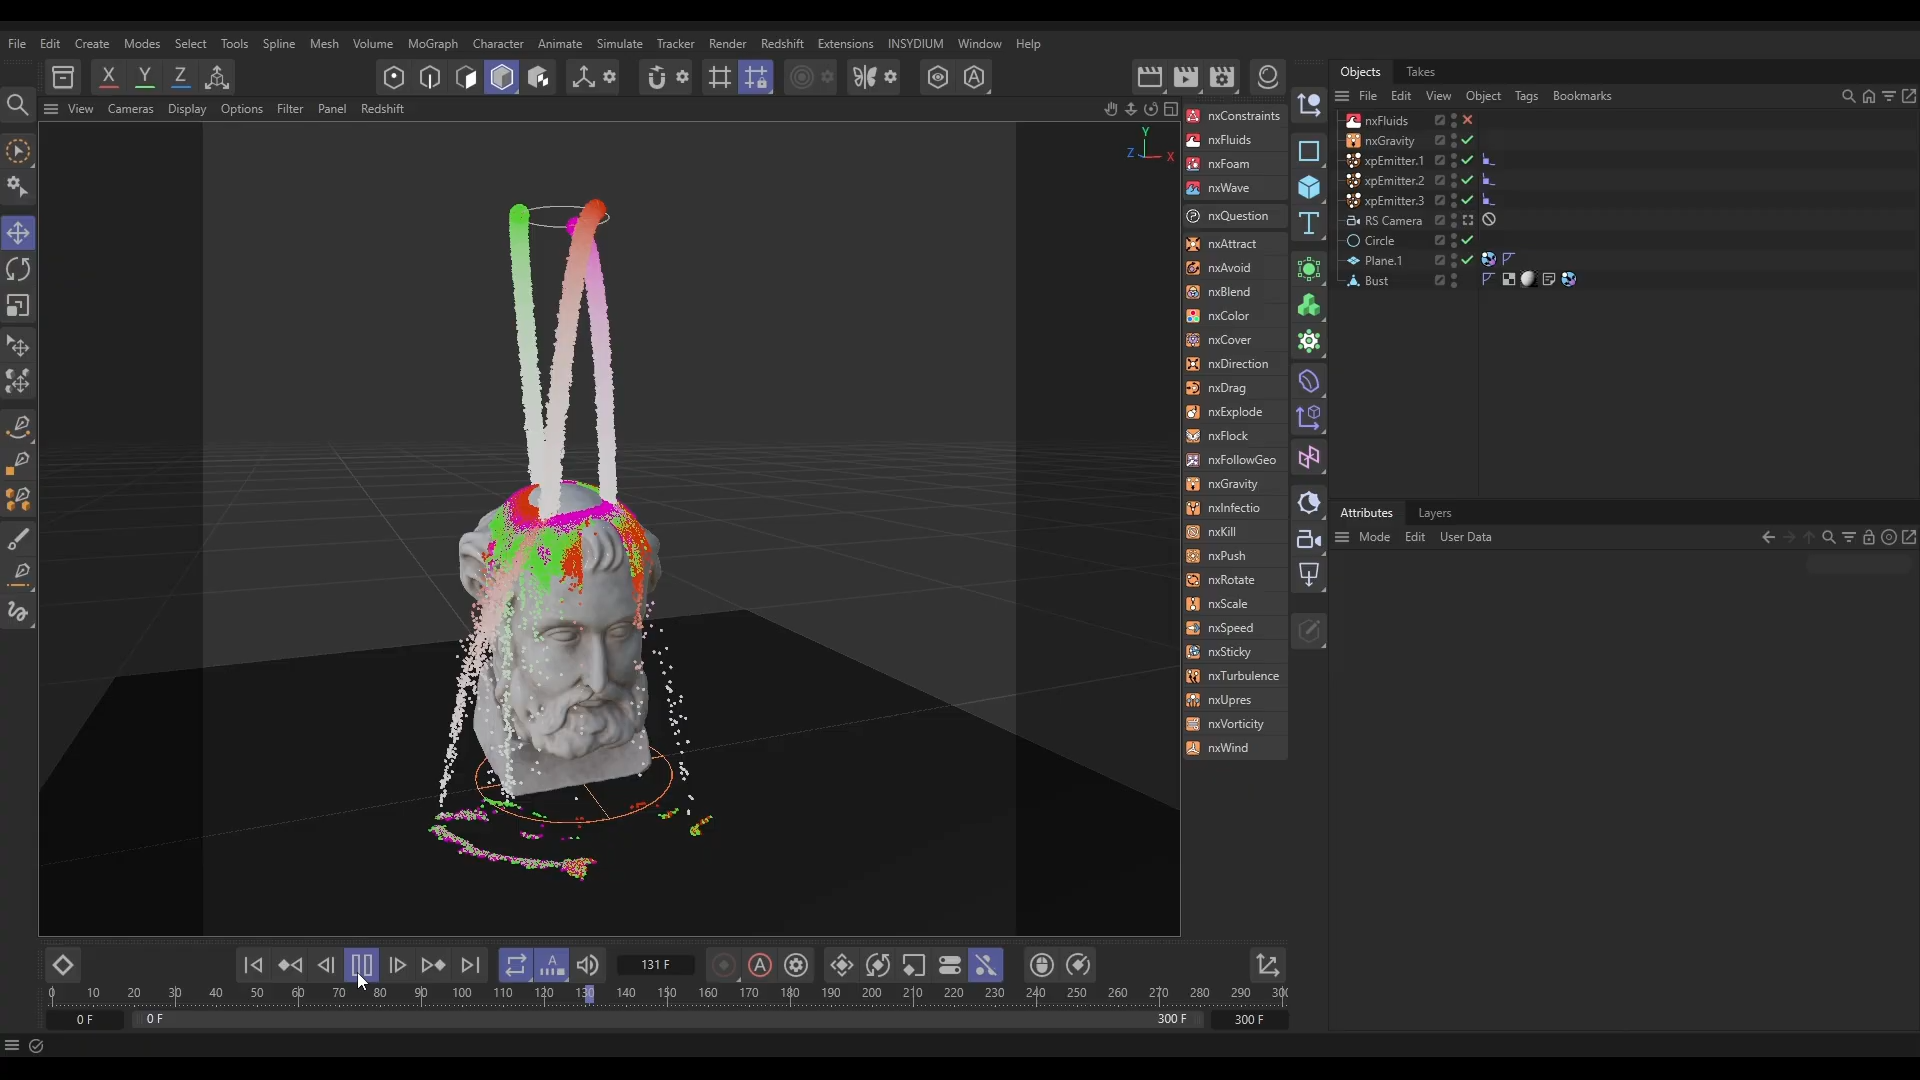 File Edit Create Modes Select Tools Spline Mesh Volume MoGraph Character Animate Simulate Tracker Render Redshift Extensions INSYDIUM Window Help
Objects Takes
X Y Z
File Edit View Object Tags Bookmarks
View Cameras Display Options Filter Panel Redshift
nxConstraints
nxFluids
nxFoam
nxWave
nxQuestion
nxAttract
nxAvoid
nxBlend
nxColor
nxCover
nxDirection
nxDrag
nxExplode
nxFlock
nxFollowGeo
nxGravity
nxInfectio
nxKill
nxPush
nxRotate
nxScale
nxSpeed
nxSticky
nxTurbulence
nxUpres
nxVorticity
nxWind
Y
Z X
nxFluids
nxGravity
xpEmitter.1
xpEmitter.2
xpEmitter.3
RS Camera
Circle
Plane.1
Bust
Attributes Layers
Mode Edit User Data
131 F
0 10 20 30 40 50 60 70 80 90 100 110 120 130 140 150 160 170 180 190 200 210 220 230 240 250 260 270 280 290 30
0 F 0 F 300 F 300 F